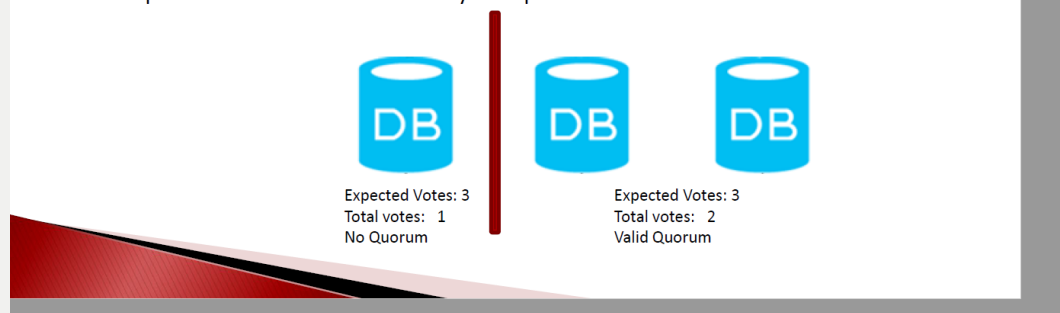 DB
DB
DB
Expected Votes: 3
Total votes: 1
No Quorum
Expected Votes: 3
Total votes: 2
Valid Quorum